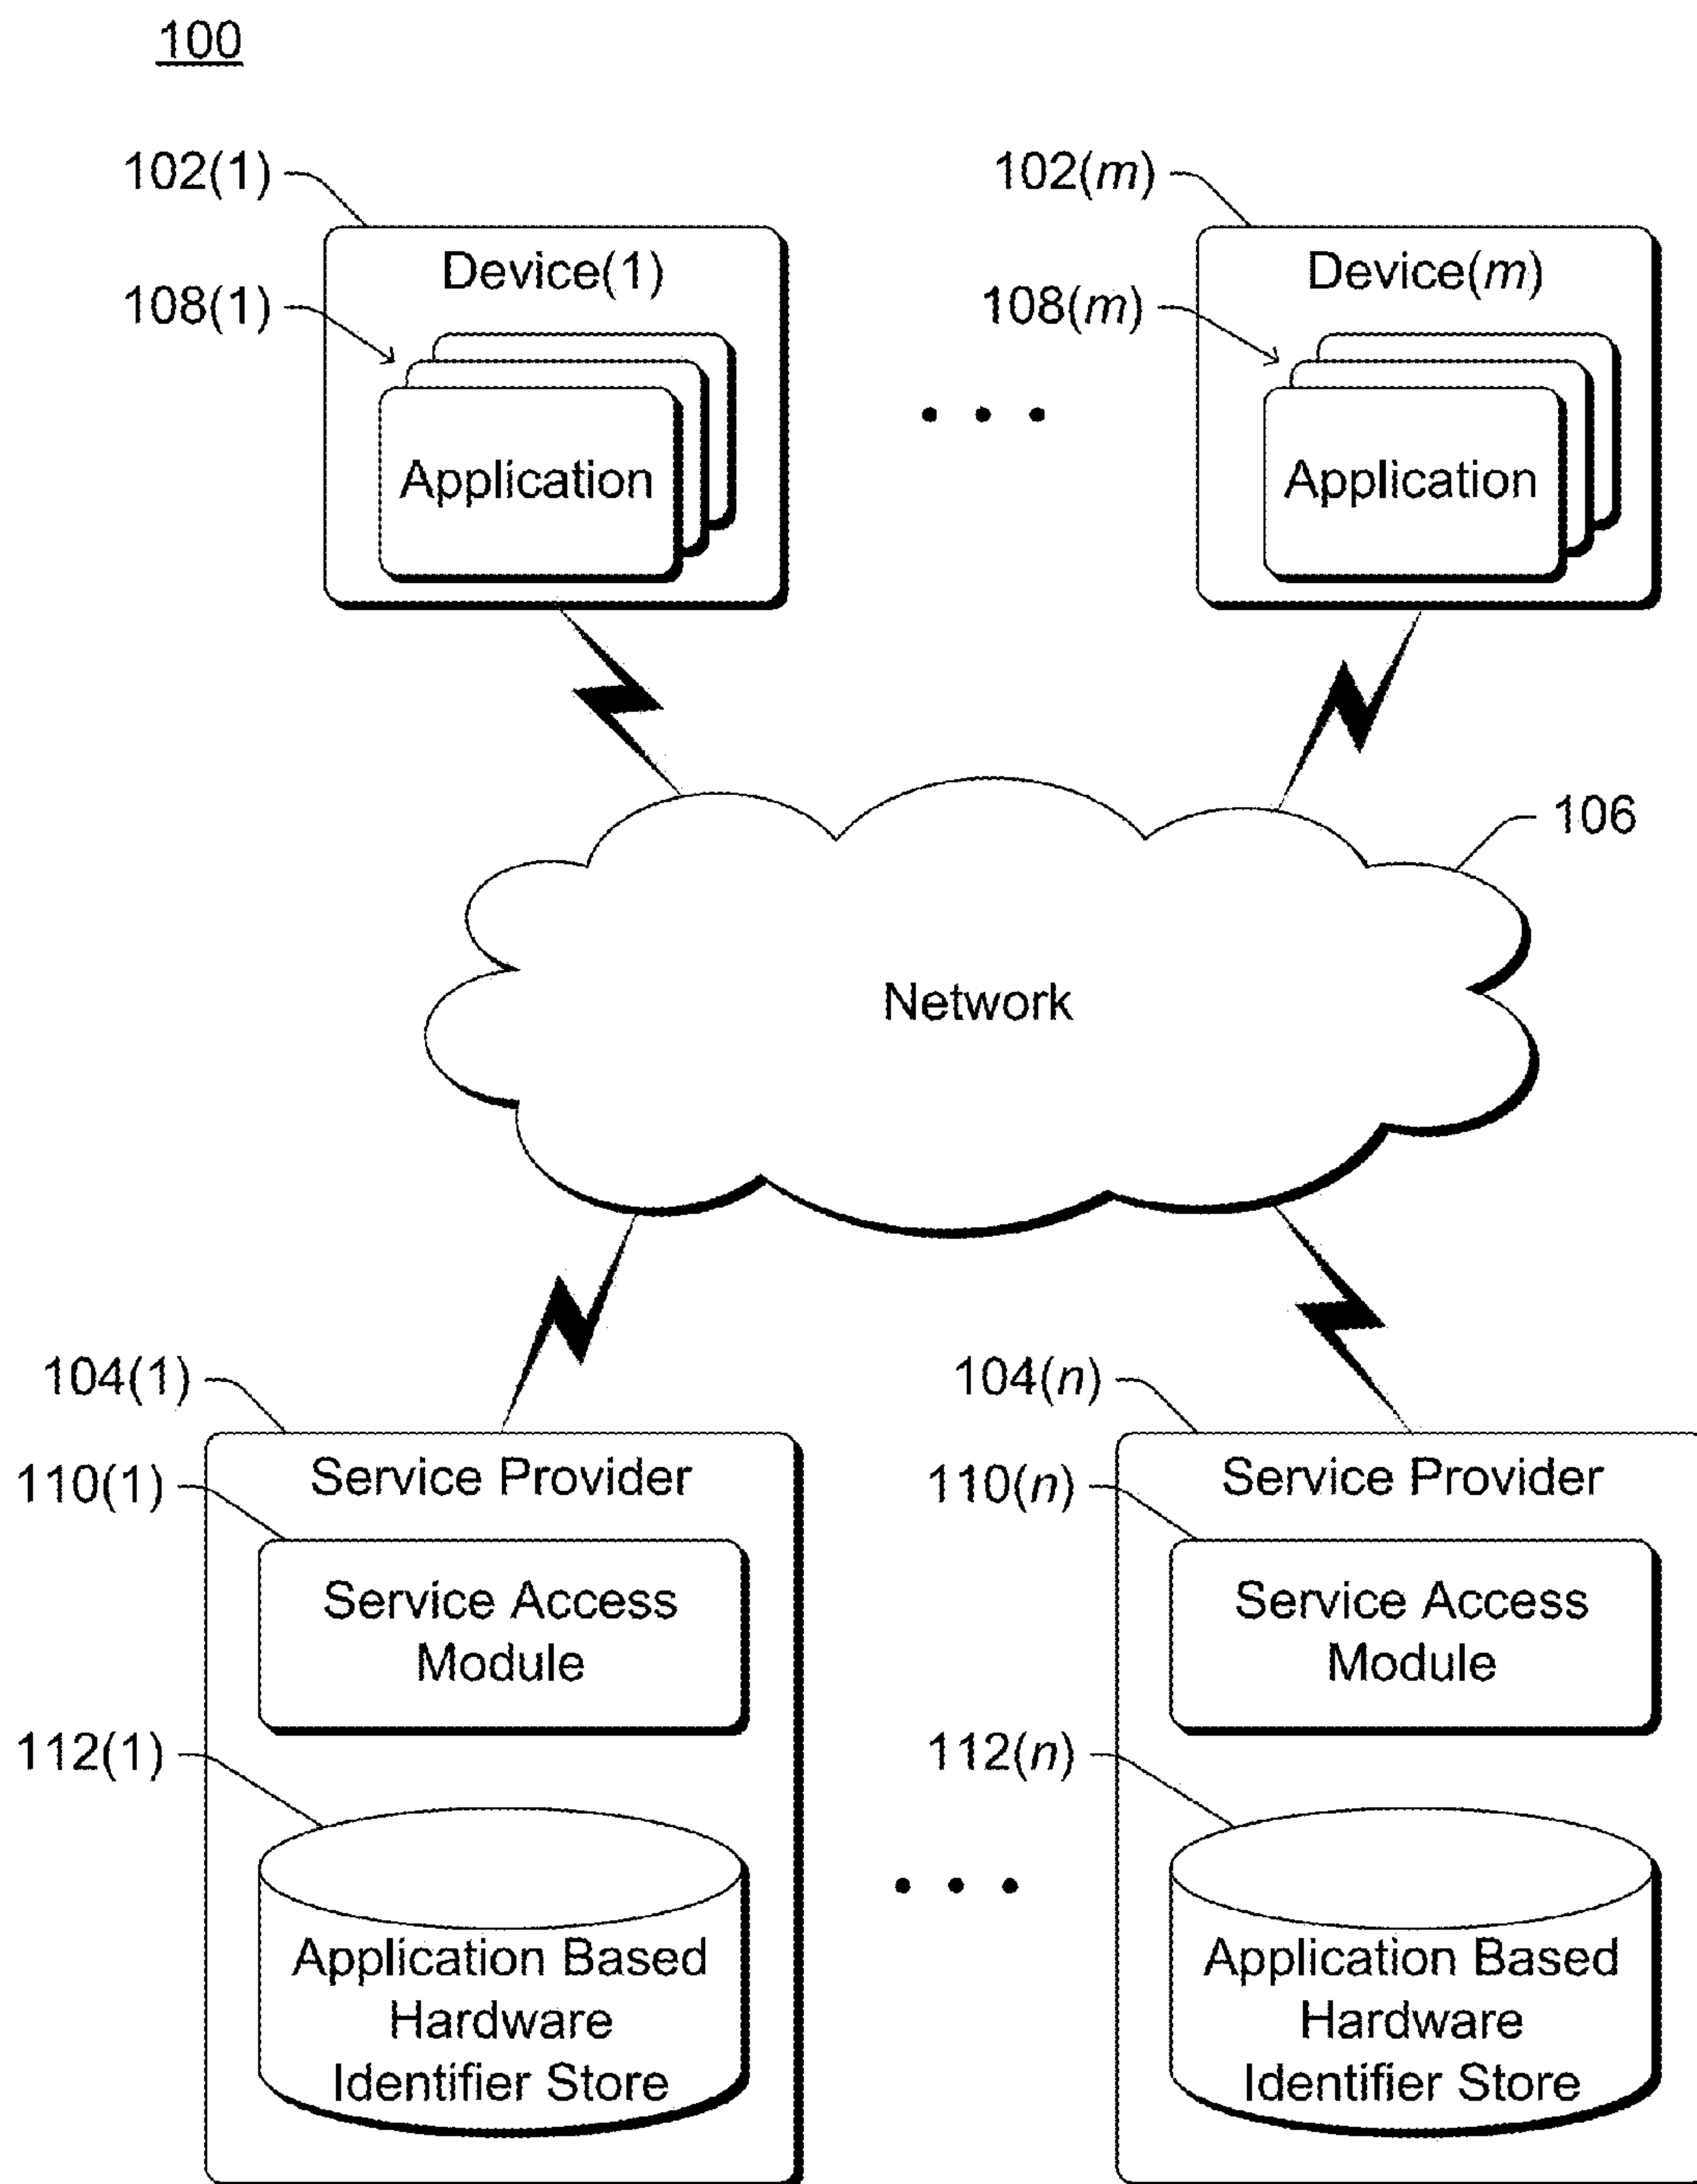 100
102(1)
102(m)
Device(1)
Device(m)
108(1)
108(m)
Application
Application
106
Network
104(1)
104(n)
Service Provider
Service Provider
110(1)
110(n)
Service Access
Module
Service Access
Module
112(1)
112(n)
Application Based
Hardware
Identifier Store
Application Based
Hardware
Identifier Store